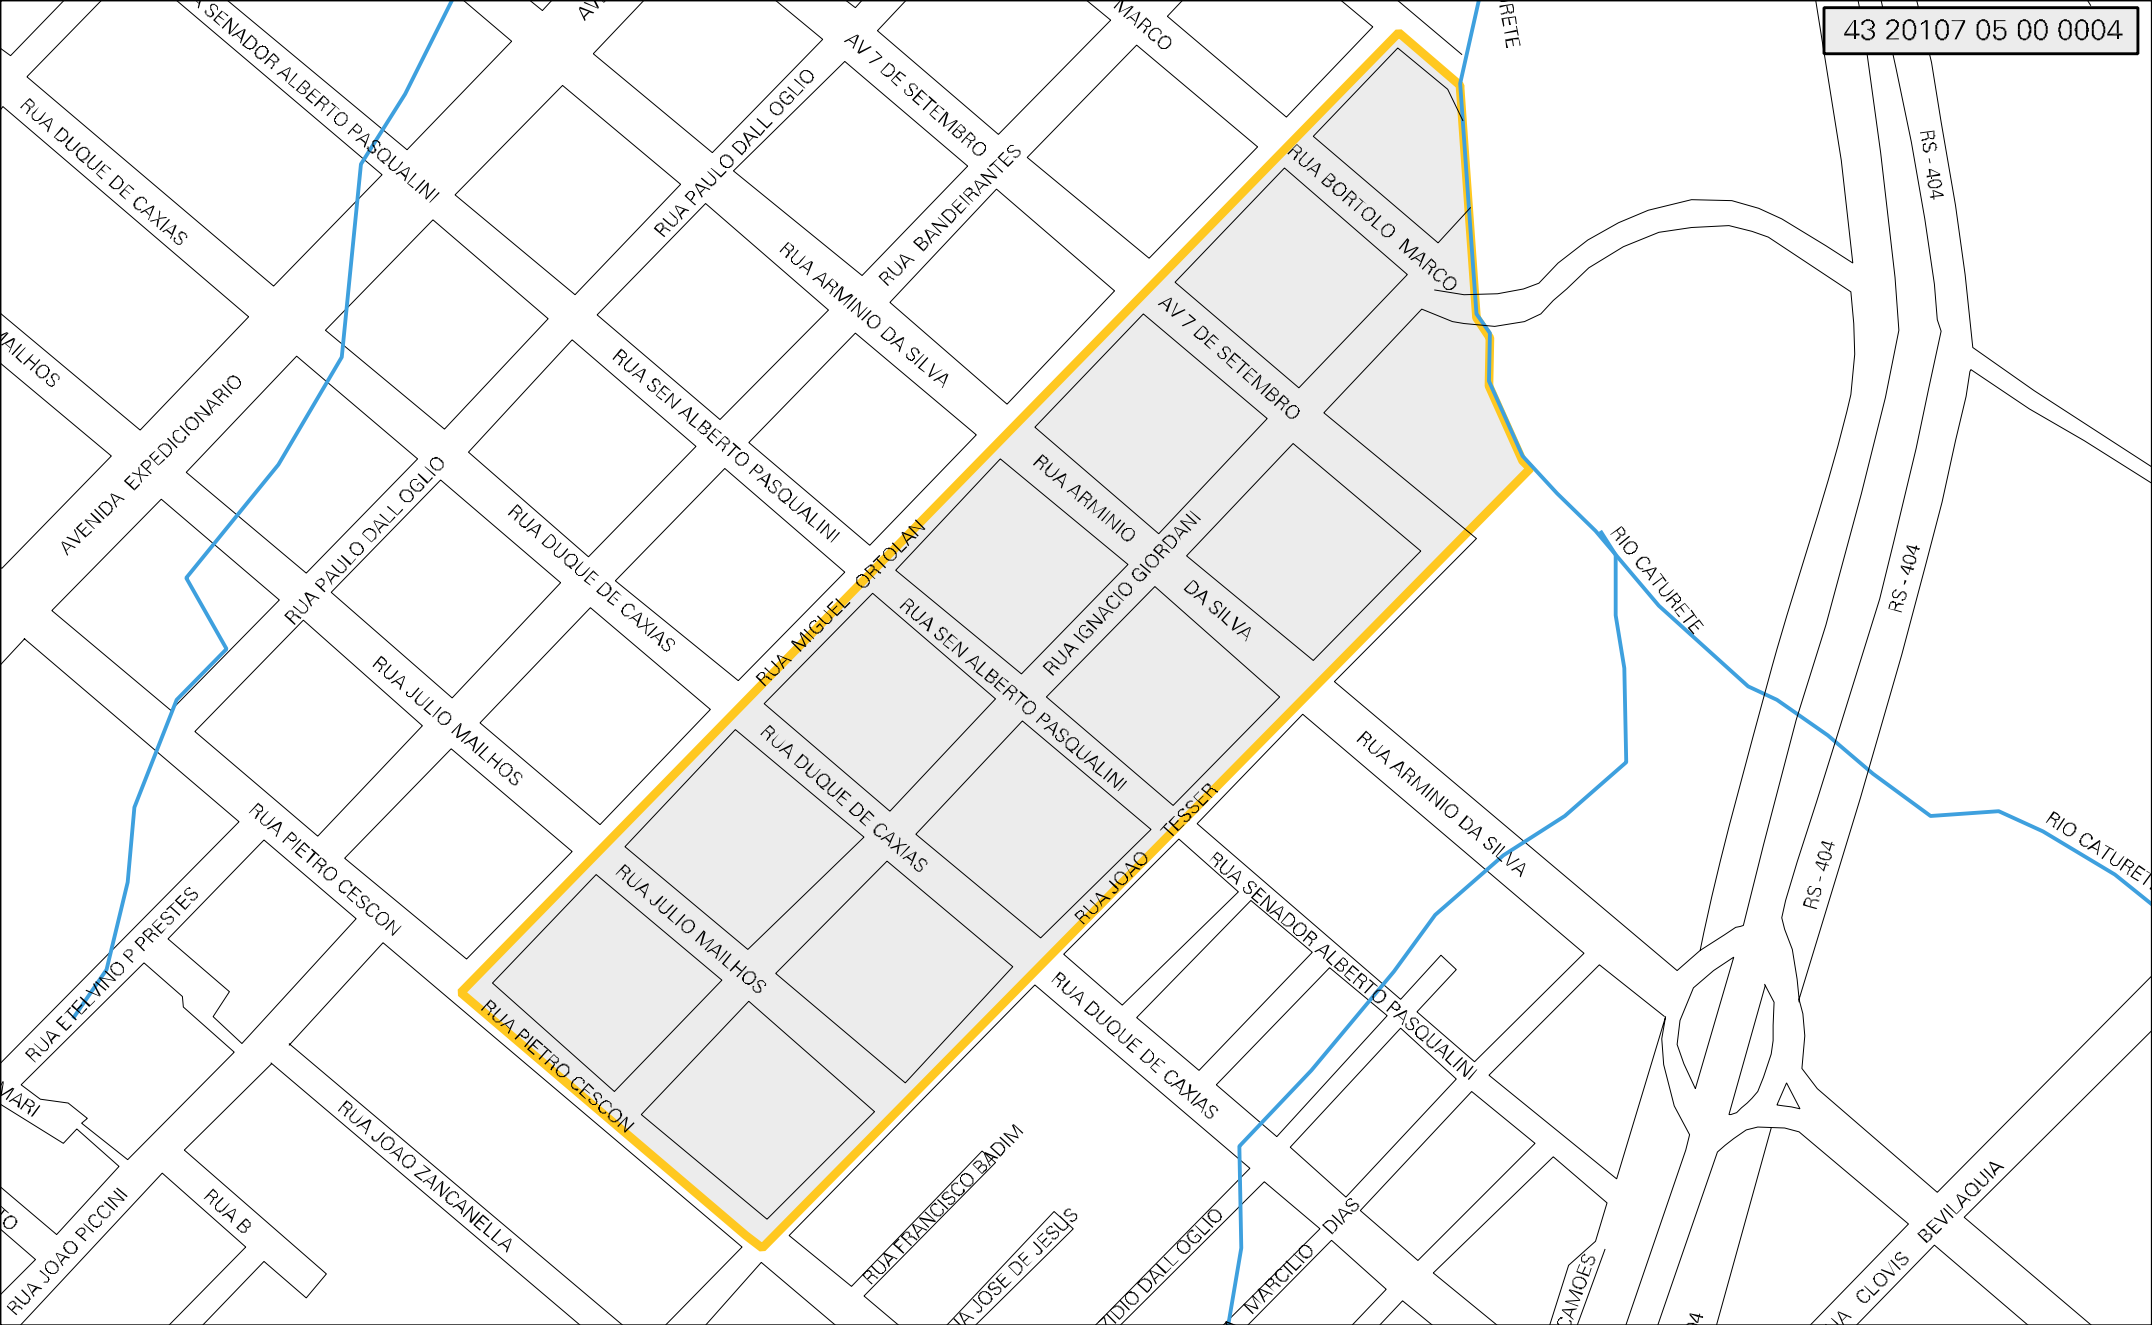 43 20107 05 00 0004
SENADOR ALBERTO PASQUALINI
MARCO
RETE
AV 7 DE SETEMBRO
RUA PAULO DALL OGLIO
RUA DUQUE DE CAXIAS
RUA BANDEIRANTES
RS - 404
RUA BORTOLO MARCO
RUA ARMINIO DA SILVA
AV 7 DE SETEMBRO
MAILHOS
AVENIDA EXPEDICIONARIO
RUA SEN ALBERTO PASQUALINI
RUA PAULO DALL OGLIO
RUA ARMINIO
DA SILVA
RUA DUQUE DE CAXIAS
RUA MIGUEL ORTOLAN
RUA IGNACIO GIORDANI
RIO CATURETE
RS - 404
RUA SEN ALBERTO PASQUALINI
RUA JULIO MAILHOS
RUA DUQUE DE CAXIAS
RUA ARMINIO DA SILVA
RUA JOAO TESSER
RIO CATURET
RS - 404
RUA PIETRO CESCON
RUA JULIO MAILHOS
RUA SENADOR ALBERTO PASQUALINI
RUA ETELVINO P PRESTES
RUA DUQUE DE CAXIAS
RUA PIETRO CESCON
MARI
RUA JOAO ZANCANELLA
RUA FRANCISCO BADIM
RUA B
RUA JOAO PICCINI
TO
JOSE DE JESUS
DALL OGLIO
MARCILIO DIAS
CAMOES
CLOVIS BEVILAQUIA